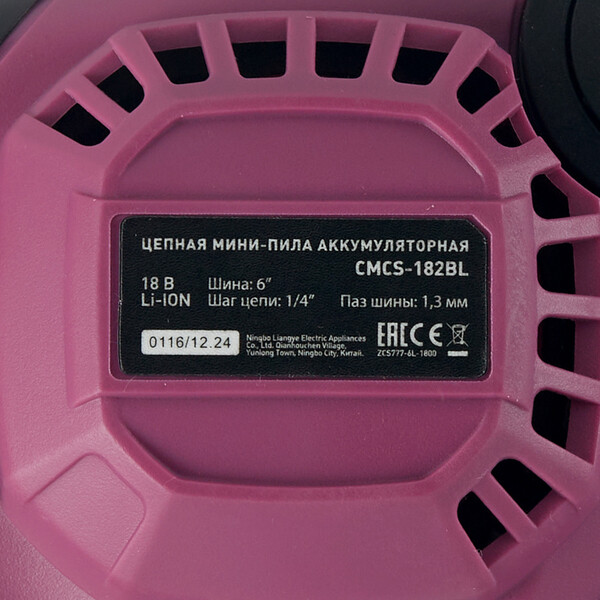 ЦЕПНАЯ МИНИ-ПИЛА АККУМУЛЯТОРНАЯ
CMCS-182BL
18 В Шина: 6"
Li-ION Шаг цепи: 1/4" Паз шины: 1,3 мм
0116/12.24
Ningbo Liangye Electric Appliances
Co., Ltd. Qianhouchen Village,
Yunlong Town, Ningbo City, Китай.
EAC CE
ZCS777-6L-1800